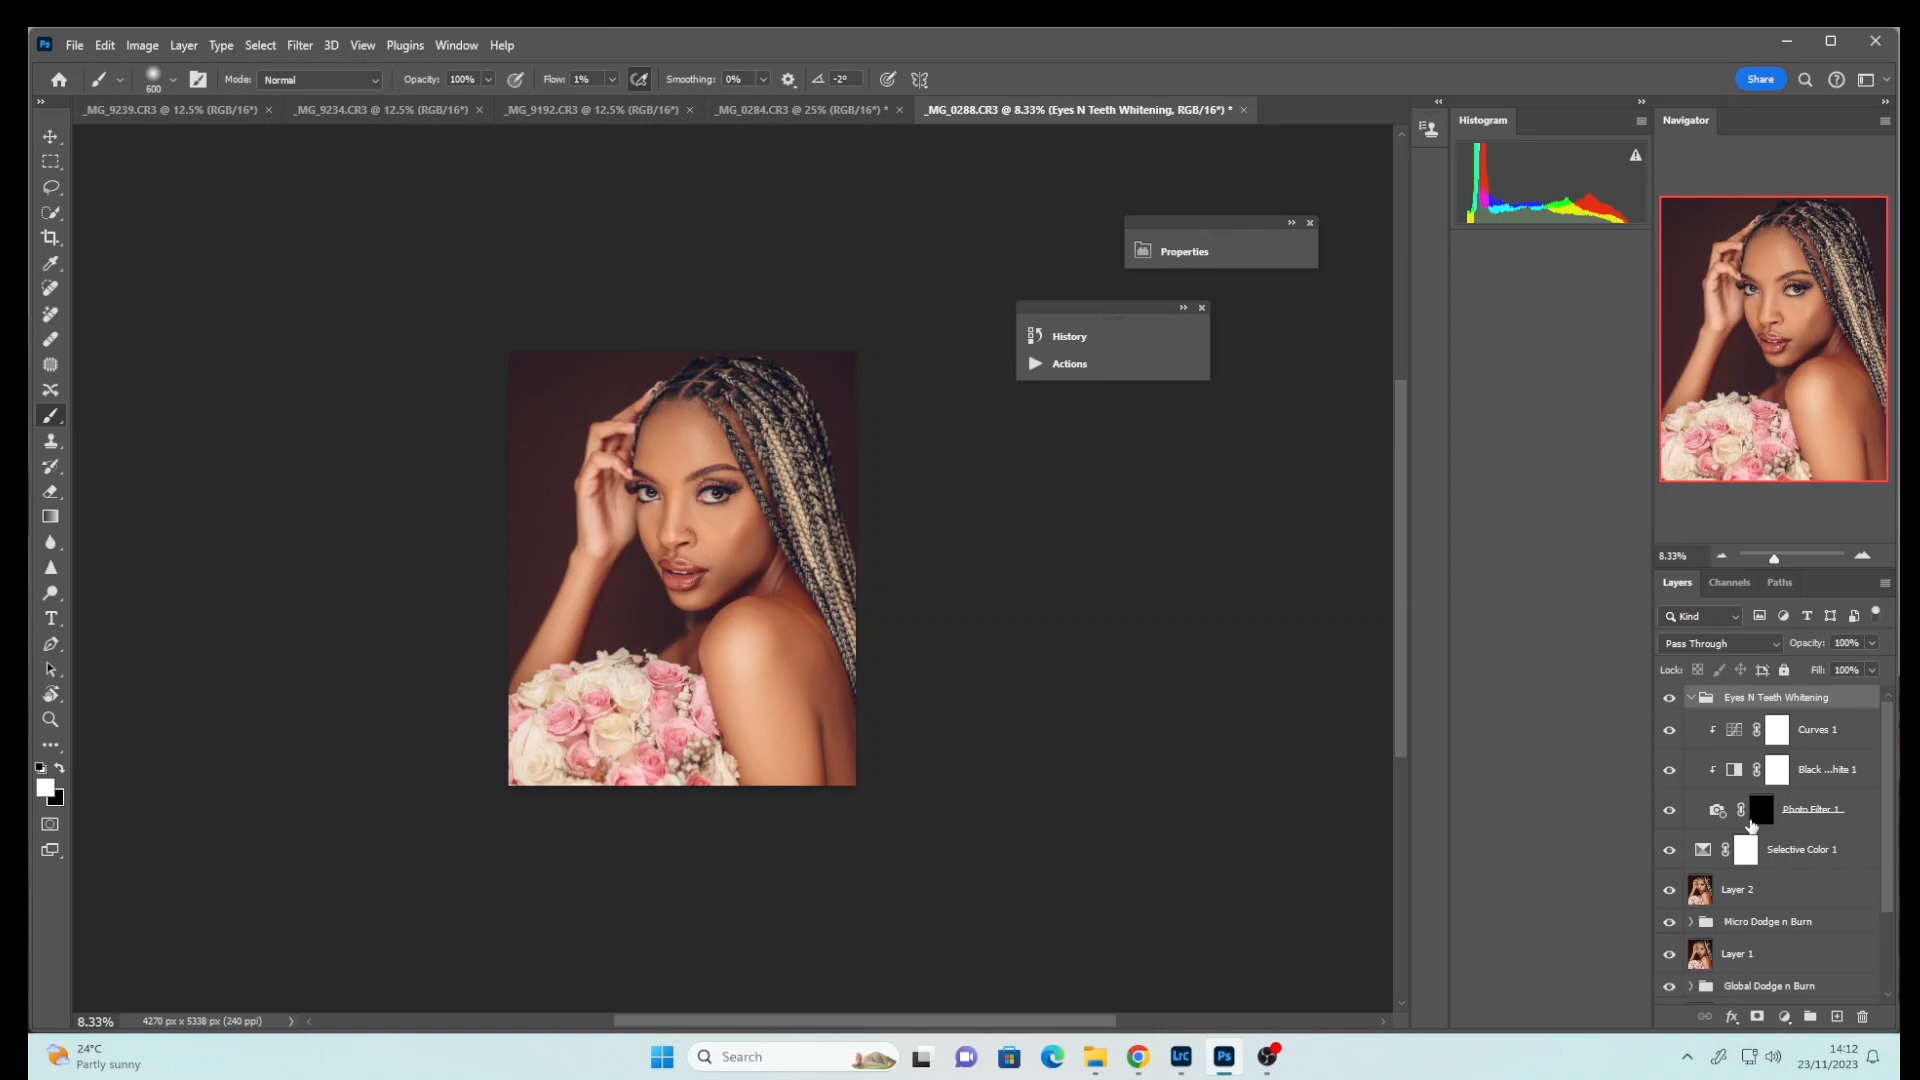 Ps File Edit Image Layer Type Select Filter 3D View Plugins Window Help
600 Mode: Normal Opacity: 100% Flow: 1% Smoothing: 0% -2° Share
_MG_9239.CR3 @ 12.5% (RGB/16*) _MG_9234.CR3 @ 12.5% (RGB/16*) _MG_9192.CR3 @ 12.5% (RGB/16*) _MG_0284.CR3 @ 25% (RGB/16*) * _MG_0288.CR3 @ 8.33% (Eyes N Teeth Whitening, RGB/16*) *
Histogram
Navigator
Properties
History
Actions
8.33%
Layers Channels Paths
Kind
Pass Through Opacity: 100%
Lock: Fill: 100%
Eyes N Teeth Whitening
Curves 1
Black ...hite 1
Photo Filter 1
Selective Color 1
Layer 2
Micro Dodge n Burn
Layer 1
Global Dodge n Burn
fx
8.33% 4270 px x 5338 px (240 ppi)
24°C
Partly sunny
Search
Lrc
Ps
14:12
23/11/2023